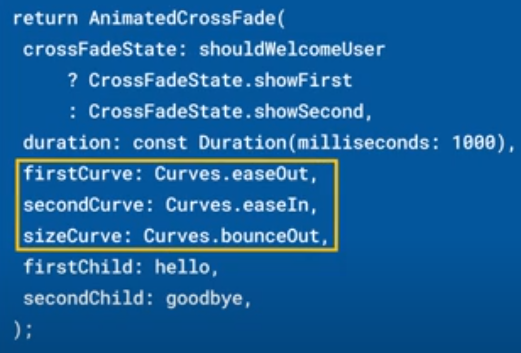 return AnimatedCrossFade(
crossFadeState: shouldWelcomeUser
? CrossFadeState.showFirst
: CrossFadeState.showSecond,
duration: const Duration(milliseconds: 1000),
firstCurve: Curves.easeOut,
secondCurve: Curves.easeIn,
sizeCurve: Curves.bounceOut,
firstChild: hello,
secondChild: goodbye,
);